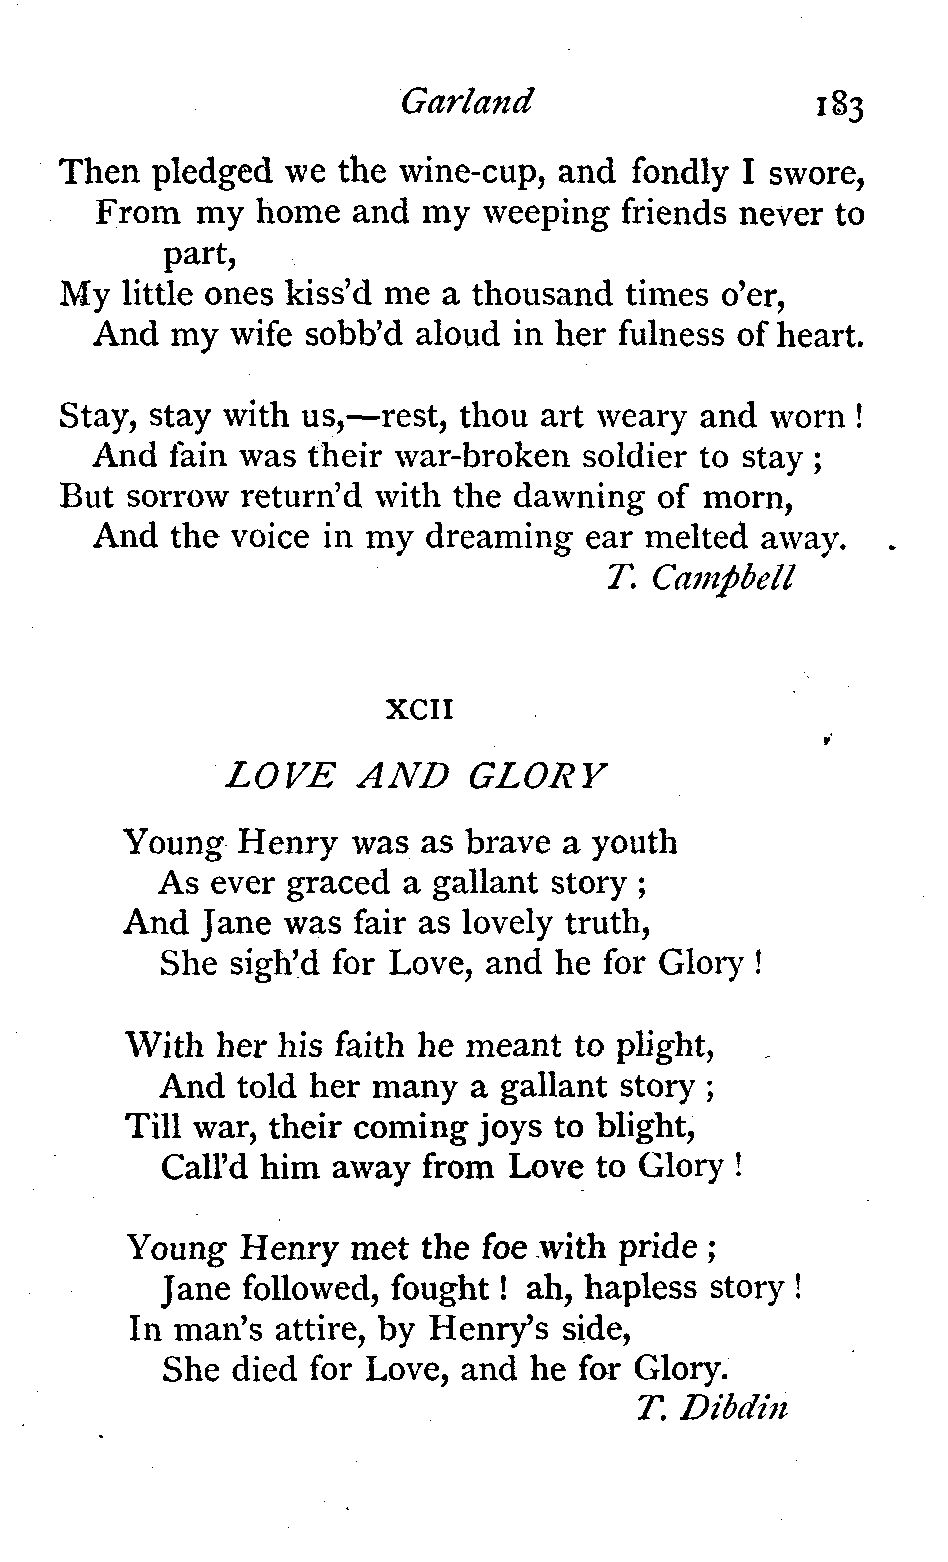 Garland 183
Then pledged we the wine-cup, and fondly I swore,
From my home and my weeping friends never to
part,
My little ones kiss'd me a thousand times o'er,
And my wife sobb'd aloud in her fulness of heart.
Stay, stay with us,—rest, thou art weary and worn !
And fain was their war-broken soldier to stay ;
But sorrow return'd with the dawning of morn,
And the voice in my dreaming ear melted away.
T. Campbell
XCII
LOVE AND GLORY
Young Henry was as brave a youth
As ever graced a gallant story ;
And Jane was fair as lovely truth,
She sigh'd for Love, and he for Glory !
With her his faith he meant to plight,
And told her many a gallant story ;
Till war, their coming joys to blight,
Call'd him away from Love to Glory !
Young Henry met the foe with pride ;
Jane followed, fought ! ah, hapless story !
In man's attire, by Henry's side,
She died for Love, and he for Glory.
T. Dibdin